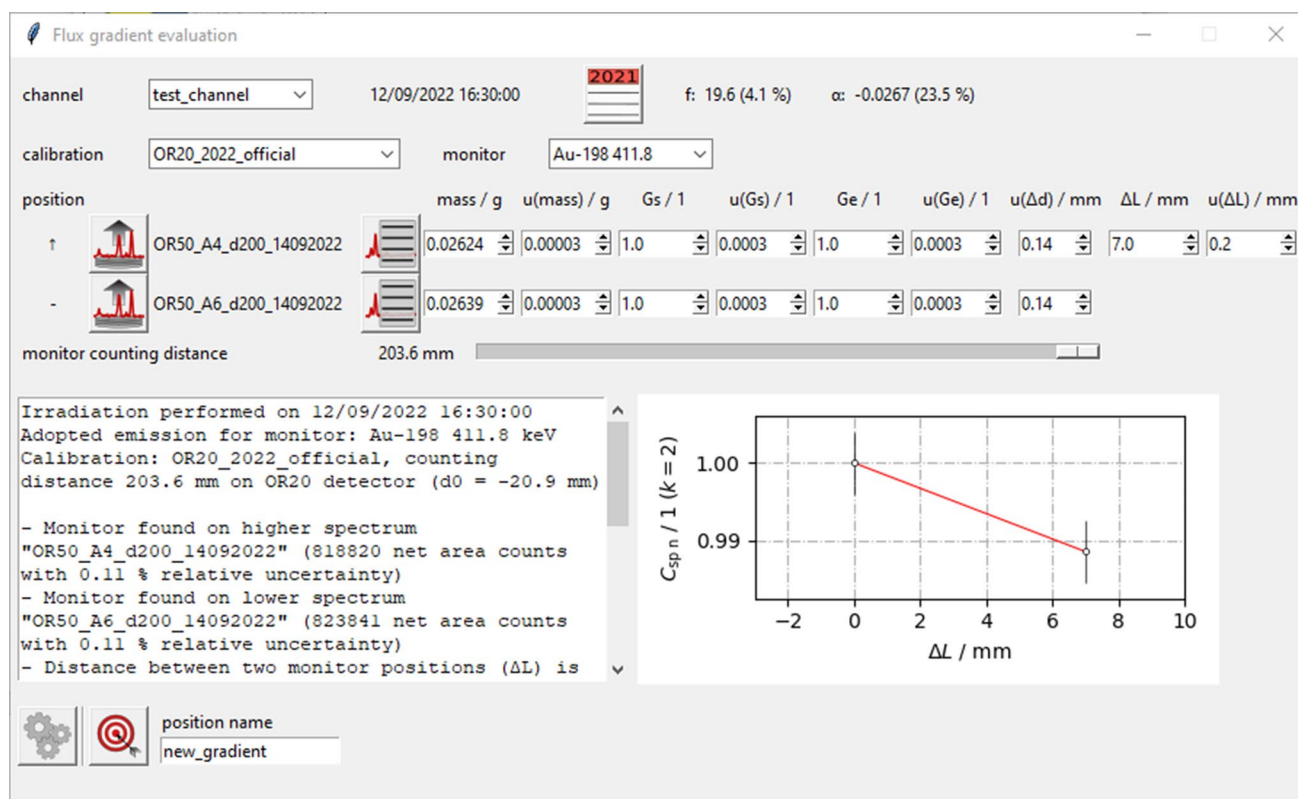 Flux gradient evaluation
channel test_channel 12/09/2022 16:30:00 2021 f: 19.6 (4.1 %) α: -0.0267 (23.5 %)
calibration OR20_2022_official monitor Au-198 411.8
position mass / g u(mass) / g Gs / 1 u(Gs) / 1 Ge / 1 u(Ge) / 1 u(Δd) / mm ΔL / mm u(ΔL) / mm
↑ OR50_A4_d200_14092022 0.02624 0.00003 1.0 0.0003 1.0 0.0003 0.14 7.0 0.2
- OR50_A6_d200_14092022 0.02639 0.00003 1.0 0.0003 1.0 0.0003 0.14
monitor counting distance 203.6 mm
Irradiation performed on 12/09/2022 16:30:00
Adopted emission for monitor: Au-198 411.8 keV
Calibration: OR20_2022_official, counting
distance 203.6 mm on OR20 detector (d0 = -20.9 mm)
- Monitor found on higher spectrum
"OR50_A4_d200_14092022" (818820 net area counts
with 0.11 % relative uncertainty)
- Monitor found on lower spectrum
"OR50_A6_d200_14092022" (823841 net area counts
with 0.11 % relative uncertainty)
- Distance between two monitor positions (ΔL) is
Csp n / 1 (k = 2)
1.00
0.99
−2 0 2 4 6 8 10
ΔL / mm
position name
new_gradient